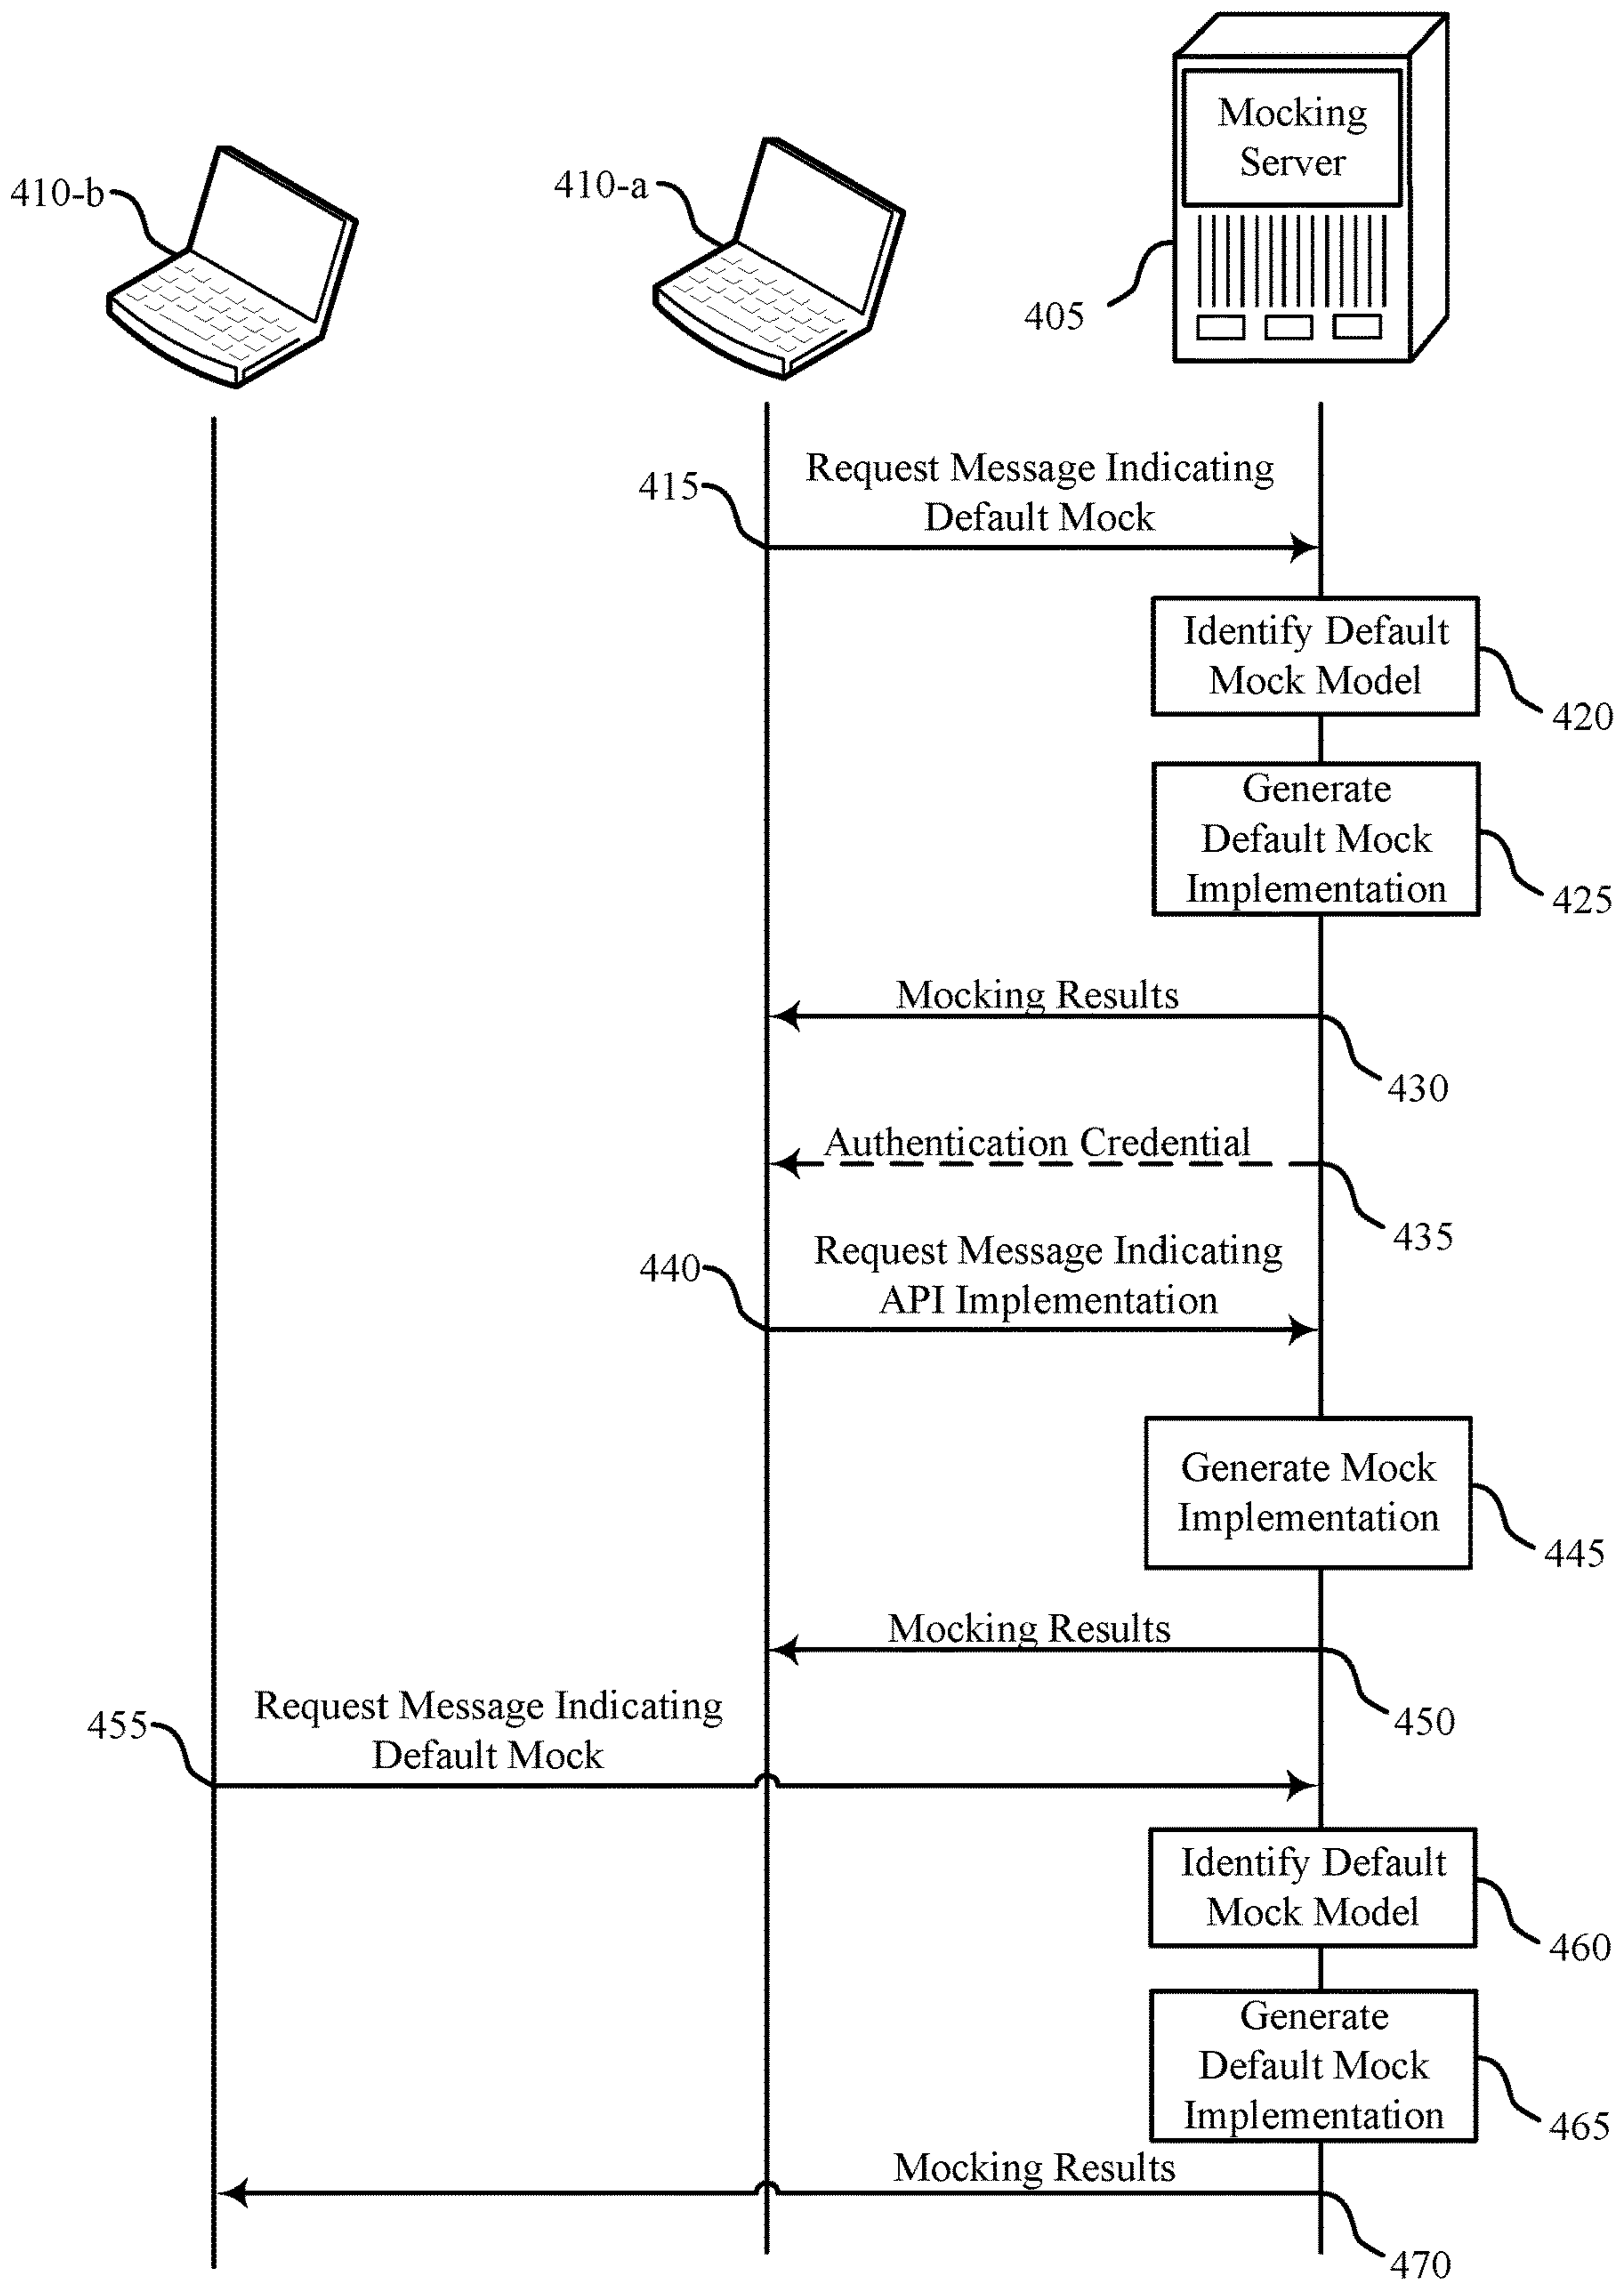 Mocking
Server
410-b
410-a
405
Request Message Indicating
Default Mock
415
Identify Default
Mock Model
420
Generate
Default Mock
Implementation
425
Mocking Results
430
Authentication Credential
435
Request Message Indicating
API Implementation
440
Generate Mock
Implementation
445
Mocking Results
450
Request Message Indicating
Default Mock
455
Identify Default
Mock Model
460
Generate
Default Mock
Implementation
465
Mocking Results
470